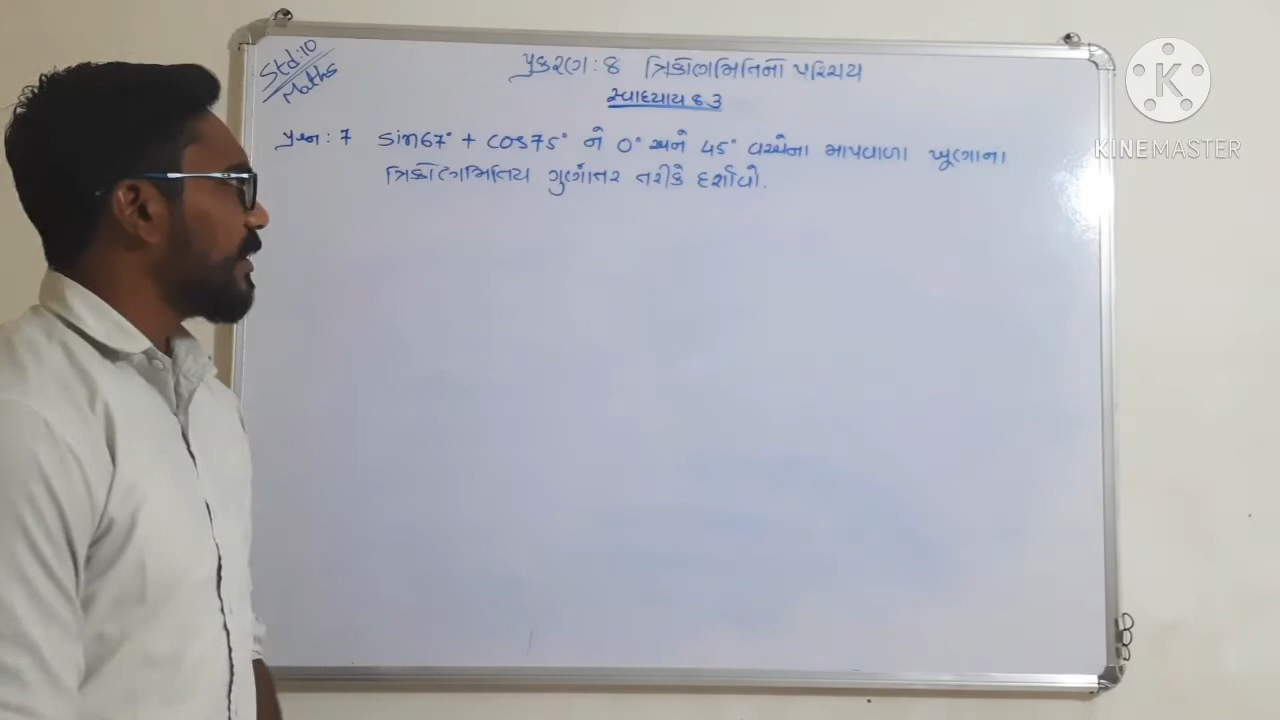 Std:10
Maths
પ્રકરણ : 8 ત્રિકોણમિતિનો પરિચય
સ્વાધ્યાય 8.3
પ્રશ્ન : 7 sin67° + cos75° ને 0° અને 45° વચ્ચેના માપવાળા ખૂણાના
ત્રિકોણમિતિય ગુણોત્તર તરીકે દર્શાવો.
K
KINEMASTER